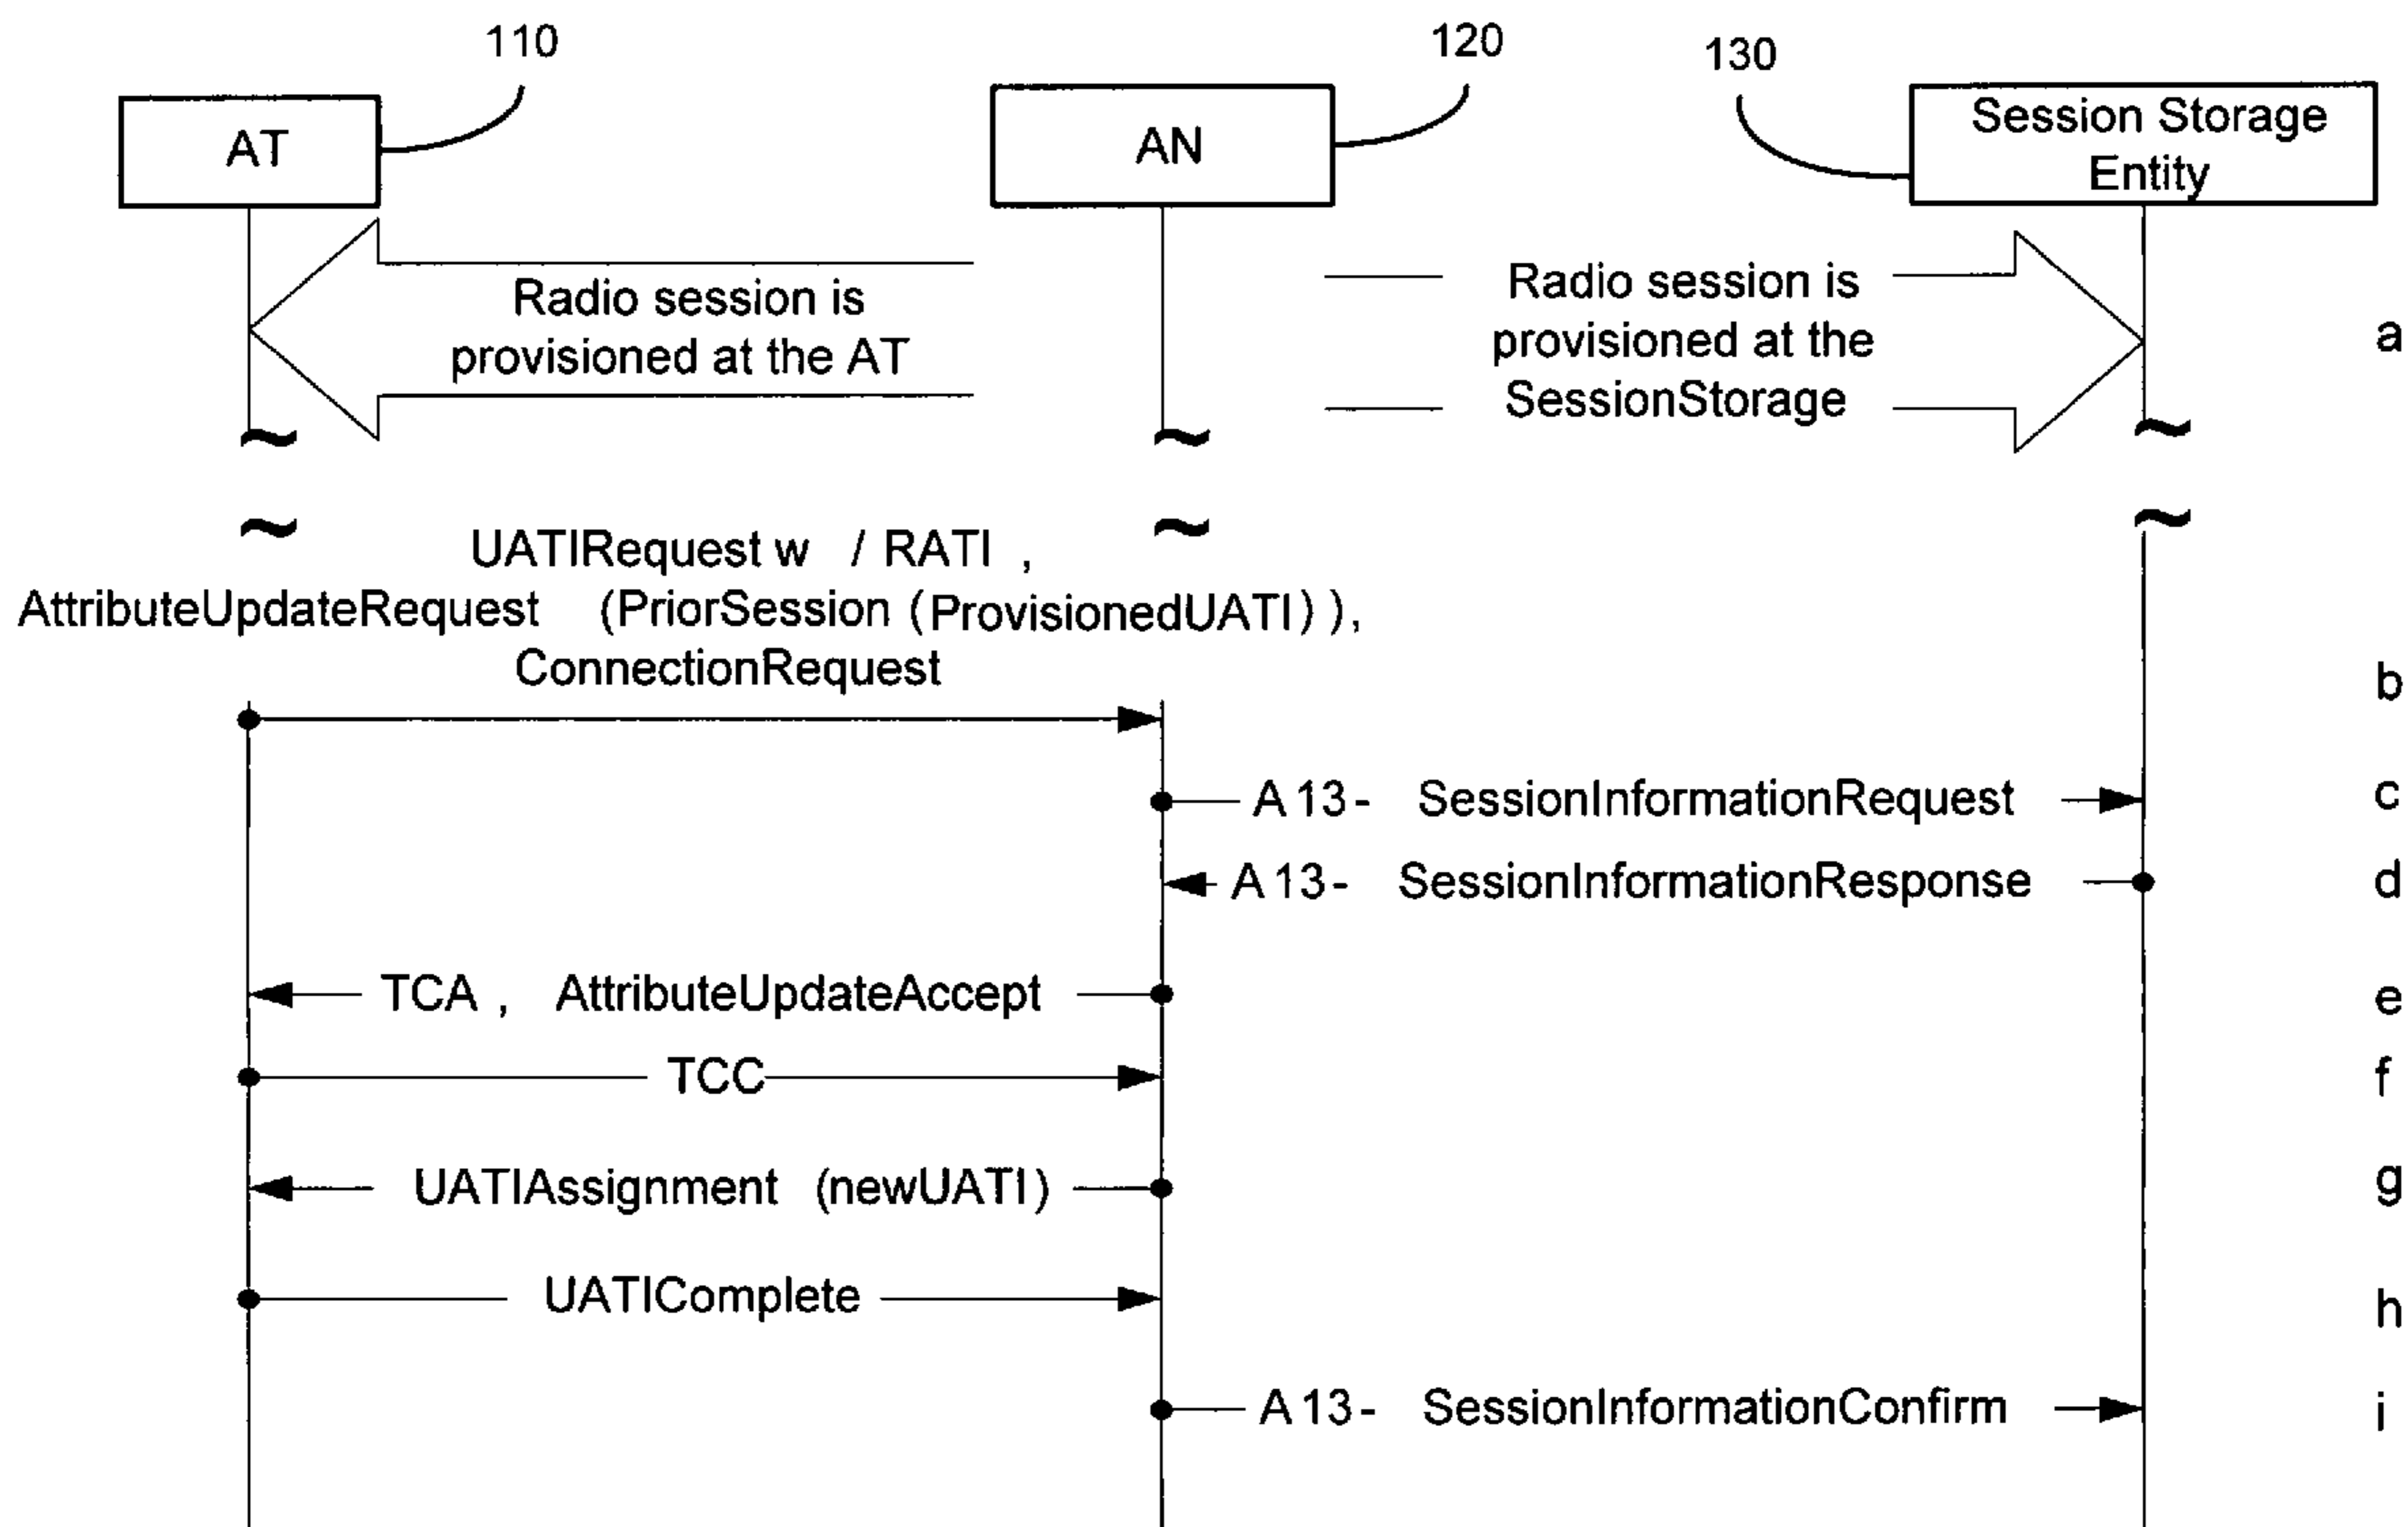 110
120
130
AT
AN
Session Storage
Entity
Radio session is
provisioned at the AT
Radio session is
provisioned at the
SessionStorage
a
UATIRequest w / RATI ,
AttributeUpdateRequest (PriorSession (ProvisionedUATI) ),
ConnectionRequest
b
A13- SessionInformationRequest
c
A13- SessionInformationResponse
d
TCA , AttributeUpdateAccept
e
TCC
f
UATIAssignment (newUATI)
g
UATIComplete
h
A13- SessionInformationConfirm
i